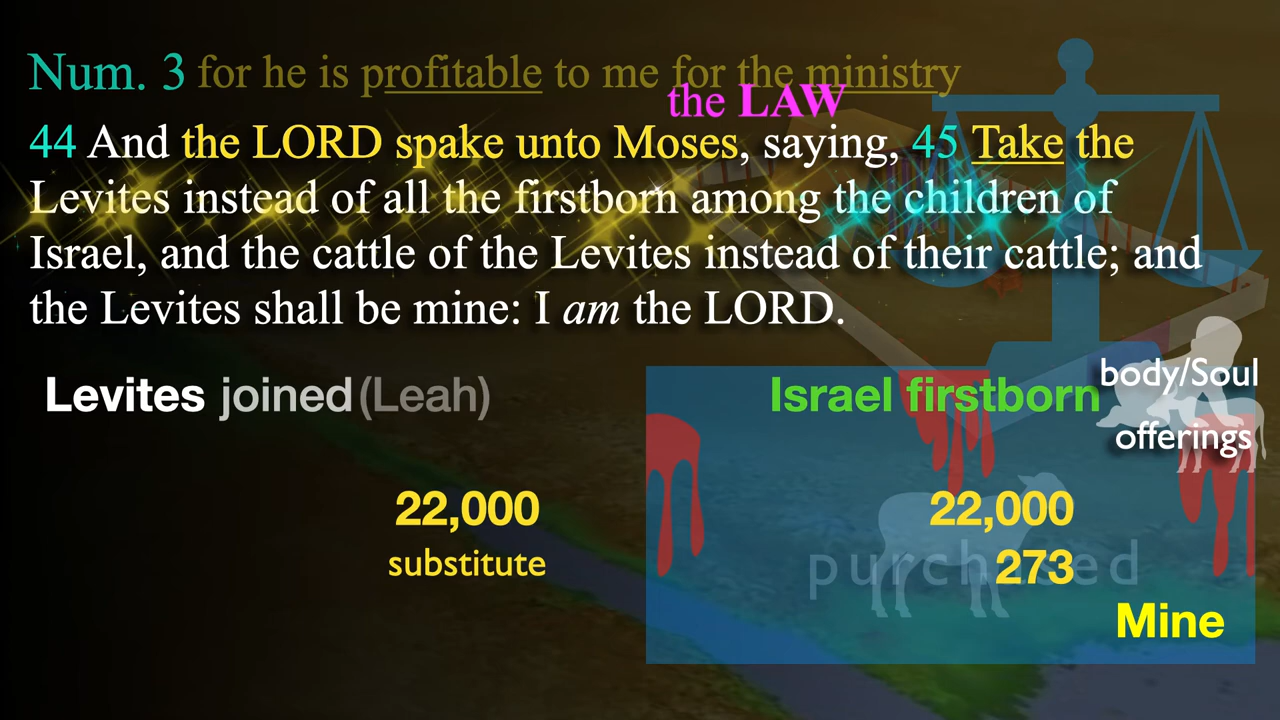 Num. 3 for he is profitable to me for the ministry
the LAW
44 And the LORD spake unto Moses, saying, 45 Take the
Levites instead of all the firstborn among the children of
Israel, and the cattle of the Levites instead of their cattle; and
the Levites shall be mine: I am the LORD.
Levites joined (Leah)
Israel firstborn
body/Soul
offerings
22,000
substitute
22,000
purchased
273
Mine